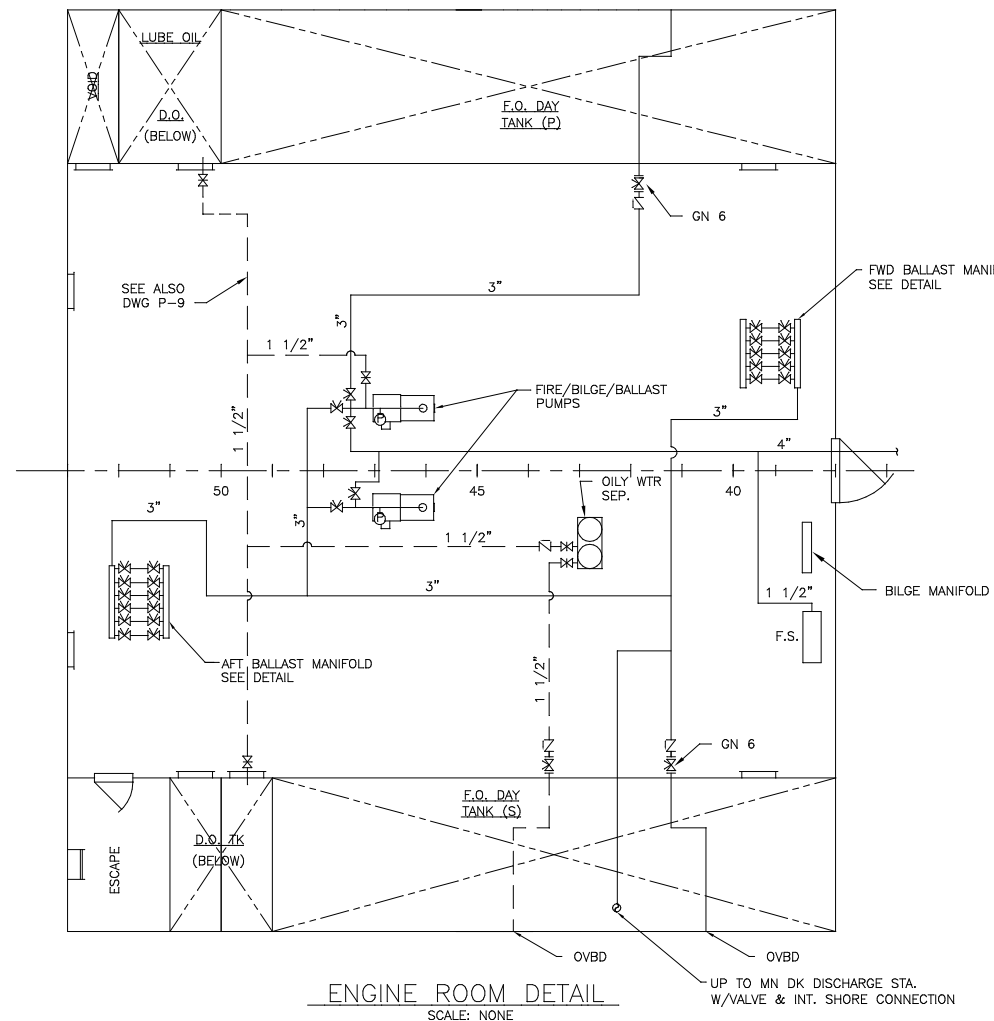 LUBE OIL
VOID
D.O.
(BELOW)
F.O. DAY
TANK (P)
GN 6
SEE ALSO
DWG P-9
3"
3"
FWD BALLAST MANI
SEE DETAIL
1 1/2"
FIRE/BILGE/BALLAST
PUMPS
3"
1 1/2"
4"
50
45
40
OILY WTR
SEP.
3"
3"
1 1/2"
3"
1 1/2"
BILGE MANIFOLD
F.S.
AFT BALLAST MANIFOLD
SEE DETAIL
1 1/2"
GN 6
F.O. DAY
TANK (S)
D.O. TK
(BELOW)
ESCAPE
OVBD
OVBD
UP TO MN DK DISCHARGE STA.
W/VALVE & INT. SHORE CONNECTION
ENGINE ROOM DETAIL
SCALE: NONE